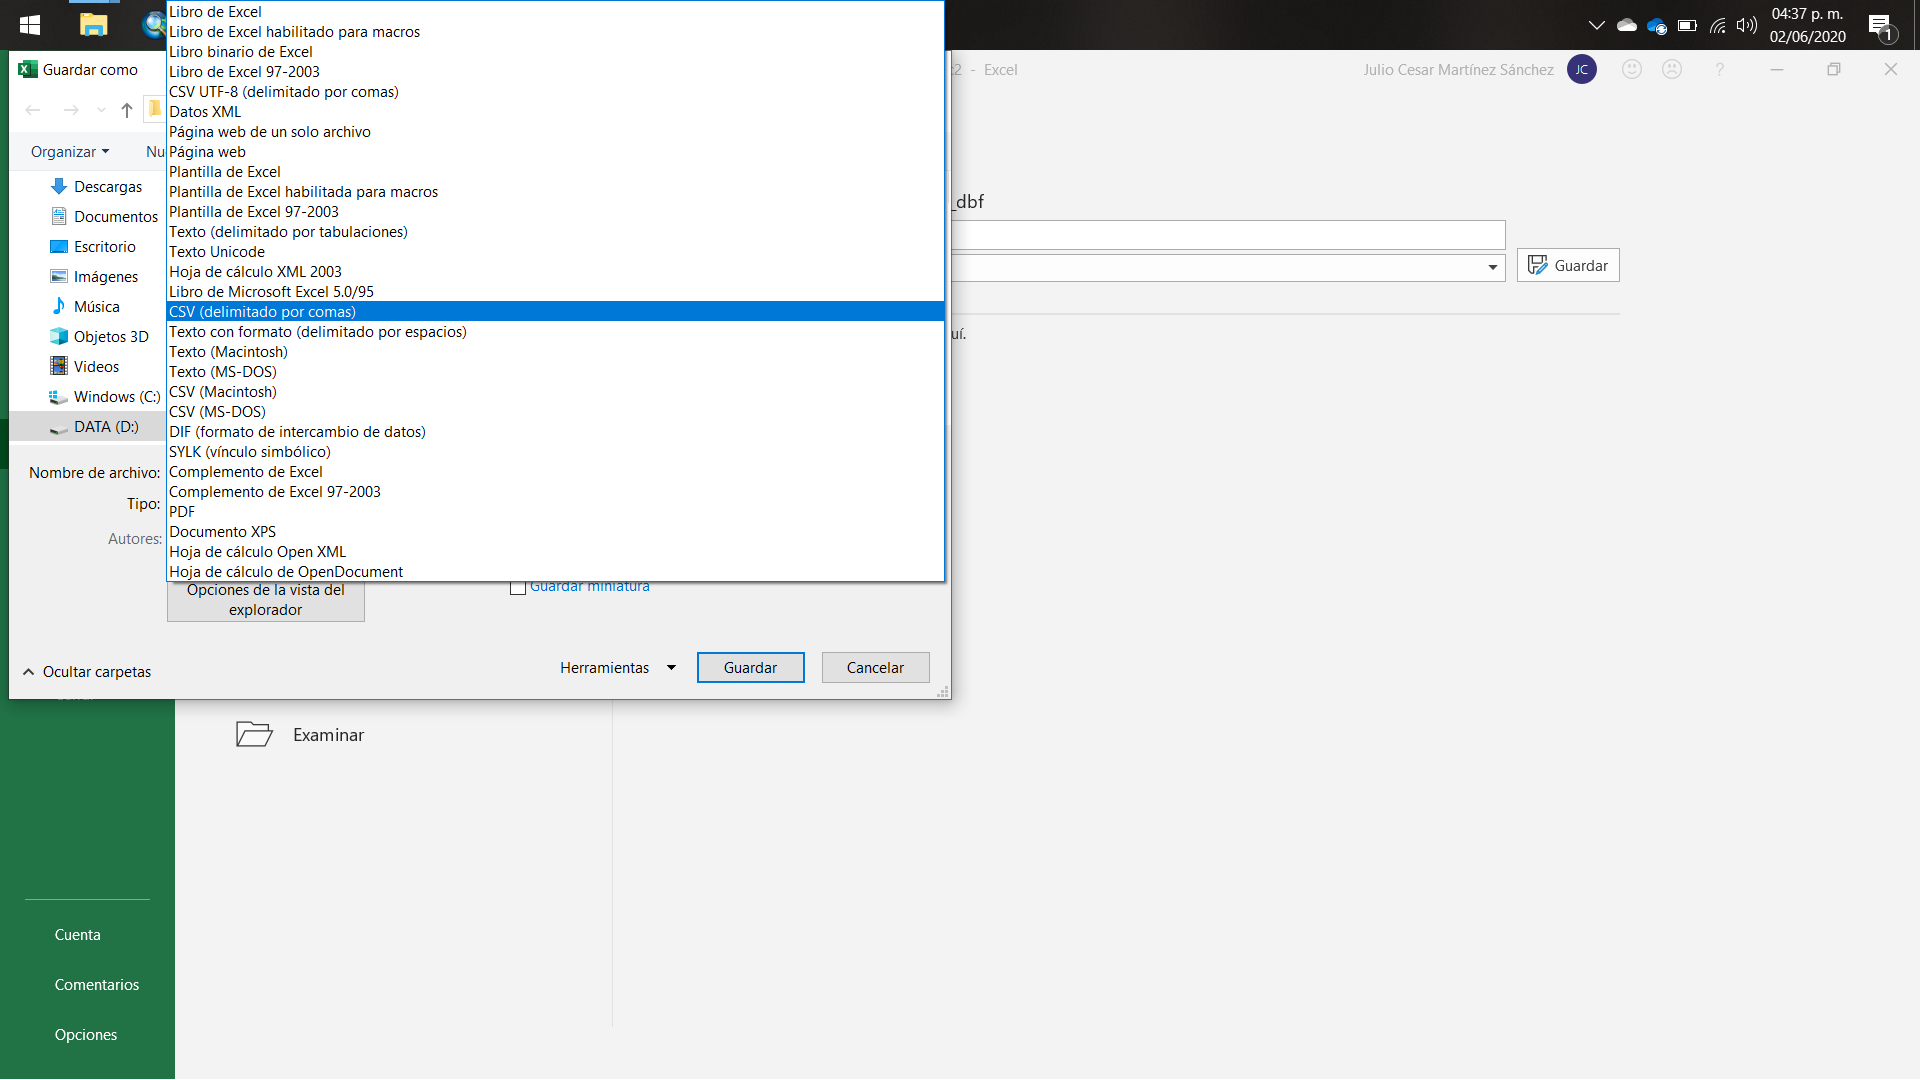 04:37 p. m.
02/06/2020
1
Guardar como
:2 - Excel
Julio Cesar Martínez Sánchez
JC
?
Organizar
Nu
Descargas
Documentos
Escritorio
Imágenes
Música
Objetos 3D
Videos
Windows (C:)
DATA (D:)
Libro de Excel
Libro de Excel habilitado para macros
Libro binario de Excel
Libro de Excel 97-2003
CSV UTF-8 (delimitado por comas)
Datos XML
Página web de un solo archivo
Página web
Plantilla de Excel
Plantilla de Excel habilitada para macros
Plantilla de Excel 97-2003
Texto (delimitado por tabulaciones)
Texto Unicode
Hoja de cálculo XML 2003
Libro de Microsoft Excel 5.0/95
CSV (delimitado por comas)
Texto con formato (delimitado por espacios)
Texto (Macintosh)
Texto (MS-DOS)
CSV (Macintosh)
CSV (MS-DOS)
DIF (formato de intercambio de datos)
SYLK (vínculo simbólico)
Complemento de Excel
Complemento de Excel 97-2003
PDF
Documento XPS
Hoja de cálculo Open XML
Hoja de cálculo de OpenDocument
_dbf
Guardar
uí.
Nombre de archivo:
Tipo:
Autores:
Opciones de la vista del
explorador
Guardar miniatura
Ocultar carpetas
Herramientas
Guardar
Cancelar
Examinar
Cuenta
Comentarios
Opciones